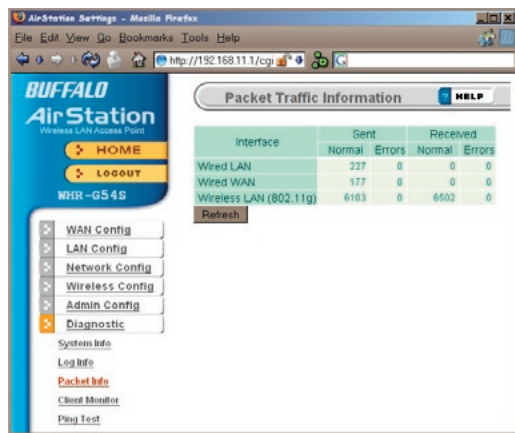 AirStation Settings - Mozilla Firefox
File Edit View Go Bookmarks Tools Help
http://192.168.11.1/cgi
BUFFALO
AirStation
Wireless LAN Access Point
HOME
LOGOUT
WHR-G54S
WAN Config
LAN Config
Network Config
Wireless Config
Admin Config
Diagnostic
System Info
Log Info
Packet Info
Client Monitor
Ping Test
Packet Traffic Information
? HELP
Interface Sent Received
Normal Errors Normal Errors
Wired LAN 227 0 0 0
Wired WAN 177 0 0 0
Wireless LAN (802.11g) 6103 0 6502 0
Refresh